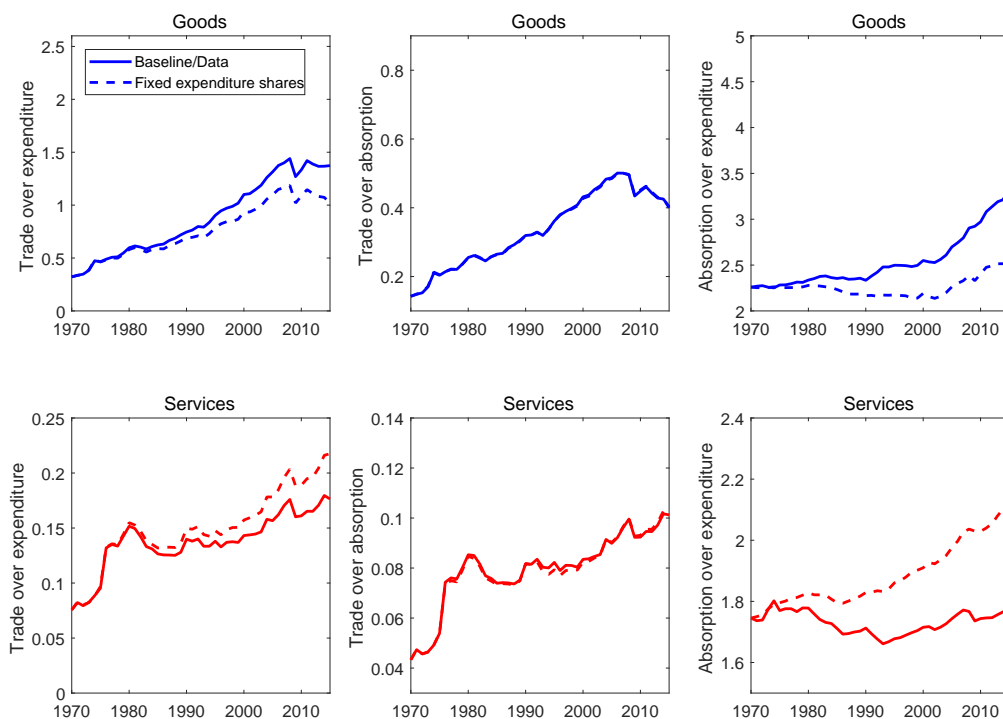 Goods
Trade over expenditure
2.5
2
1.5
1
0.5
0
1970 1980 1990 2000 2010
Baseline/Data
Fixed expenditure shares
Goods
Trade over absorption
0.8
0.6
0.4
0.2
1970 1980 1990 2000 2010
Goods
Absorption over expenditure
5
4.5
4
3.5
3
2.5
2
1970 1980 1990 2000 2010
Services
Trade over expenditure
0.25
0.2
0.15
0.1
0.05
0
1970 1980 1990 2000 2010
Services
Trade over absorption
0.14
0.12
0.1
0.08
0.06
0.04
1970 1980 1990 2000 2010
Services
Absorption over expenditure
2.4
2.2
2
1.8
1.6
1970 1980 1990 2000 2010